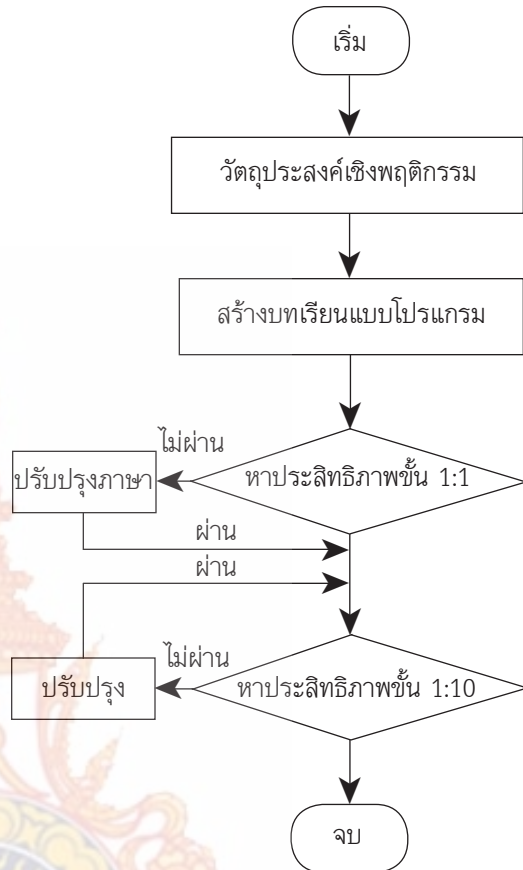 เริ่ม
วัตถุประสงค์เชิงพฤติกรรม
สร้างบทเรียนแบบโปรแกรม
ไม่ผ่าน
ปรับปรุงภาษา
หาประสิทธิภาพขั้น 1:1
ผ่าน
ผ่าน
ไม่ผ่าน
ปรับปรุง
หาประสิทธิภาพขั้น 1:10
จบ